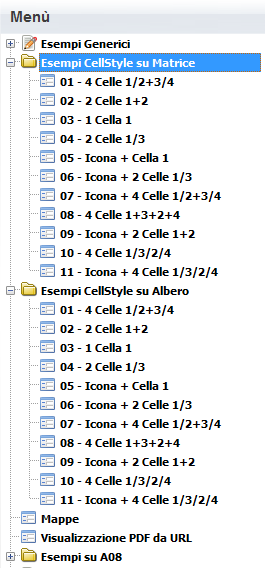 Menù
Esempi Generici
Esempi CellStyle su Matrice
01 - 4 Celle 1/2+3/4
02 - 2 Celle 1+2
03 - 1 Cella 1
04 - 2 Celle 1/3
05 - Icona + Cella 1
06 - Icona + 2 Celle 1/3
07 - Icona + 4 Celle 1/2+3/4
08 - 4 Celle 1+3+2+4
09 - Icona + 2 Celle 1+2
10 - 4 Celle 1/3/2/4
11 - Icona + 4 Celle 1/3/2/4
Esempi CellStyle su Albero
01 - 4 Celle 1/2+3/4
02 - 2 Celle 1+2
03 - 1 Cella 1
04 - 2 Celle 1/3
05 - Icona + Cella 1
06 - Icona + 2 Celle 1/3
07 - Icona + 4 Celle 1/2+3/4
08 - 4 Celle 1+3+2+4
09 - Icona + 2 Celle 1+2
10 - 4 Celle 1/3/2/4
11 - Icona + 4 Celle 1/3/2/4
Mappe
Visualizzazione PDF da URL
Esempi su A08